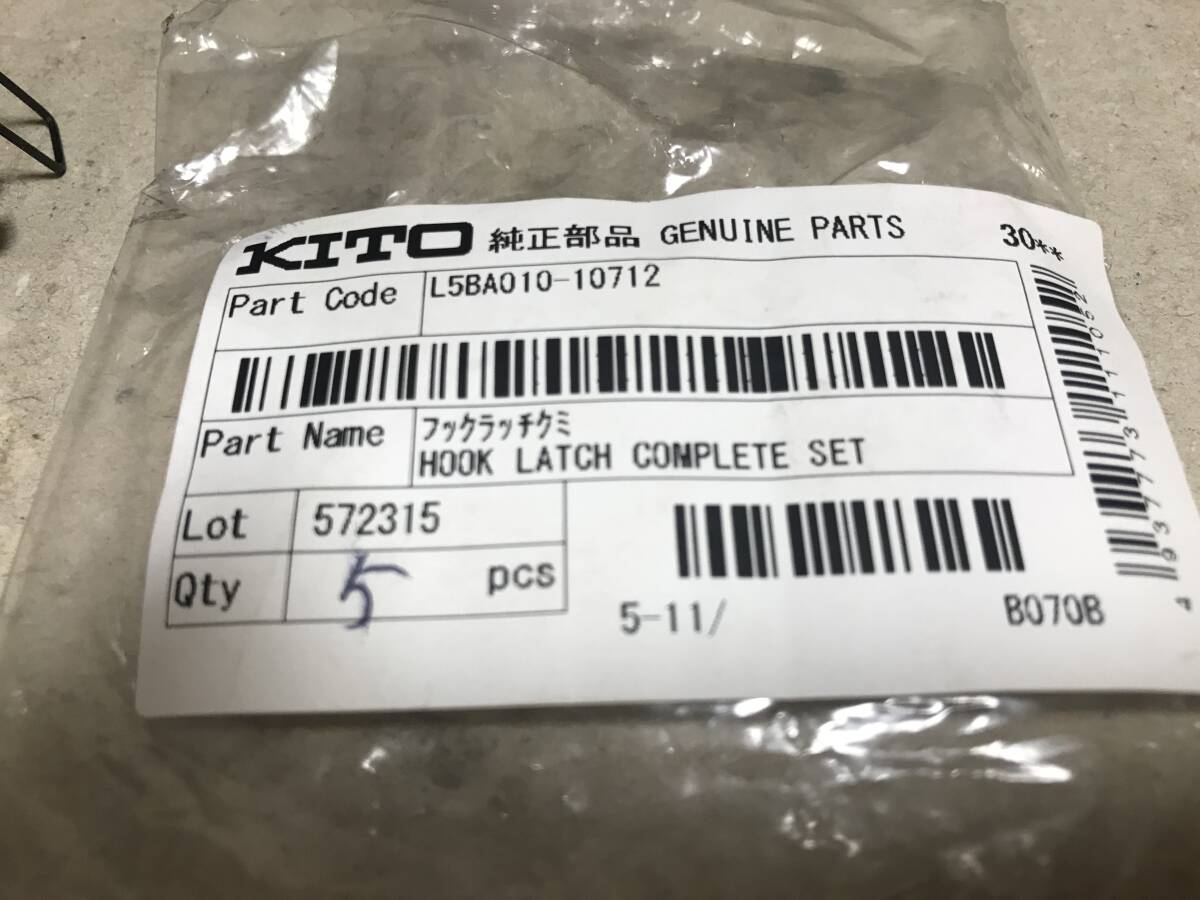 KITO 純正部品 GENUINE PARTS 30**
Part Code L5BA010-10712
Part Name フックラッチクミ
HOOK LATCH COMPLETE SET
Lot 572315
Qty 5 pcs
5-11/ B070B